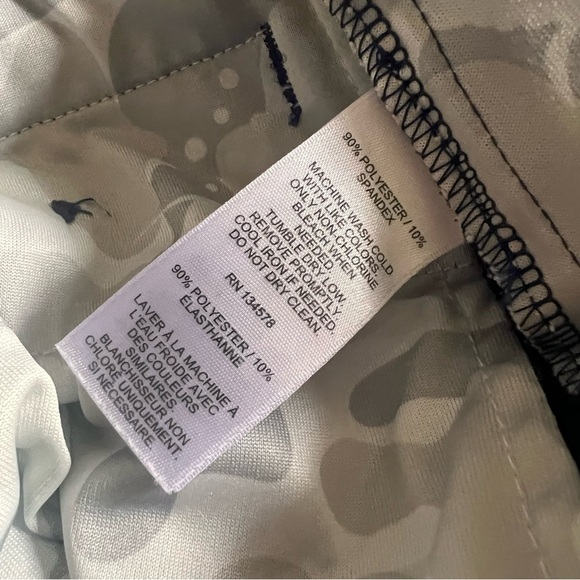 90% POLYESTER / 10%
SPANDEX
MACHINE WASH COLD
WITH LIKE COLORS.
ONLY NON-CHLORINE
BLEACH WHEN
NEEDED.
TUMBLE DRY LOW.
REMOVE PROMPTLY.
COOL IRON IF NEEDED.
DO NOT DRY CLEAN.
RN 134578
90% POLYESTER / 10%
ÉLASTHANNE
LAVER À LA MACHINE À
L'EAU FROIDE AVEC
DES COULEURS
SIMILAIRES.
BLANCHISSEUR NON
CHLORÉ UNIQUEMENT,
SI NÉCESSAIRE.